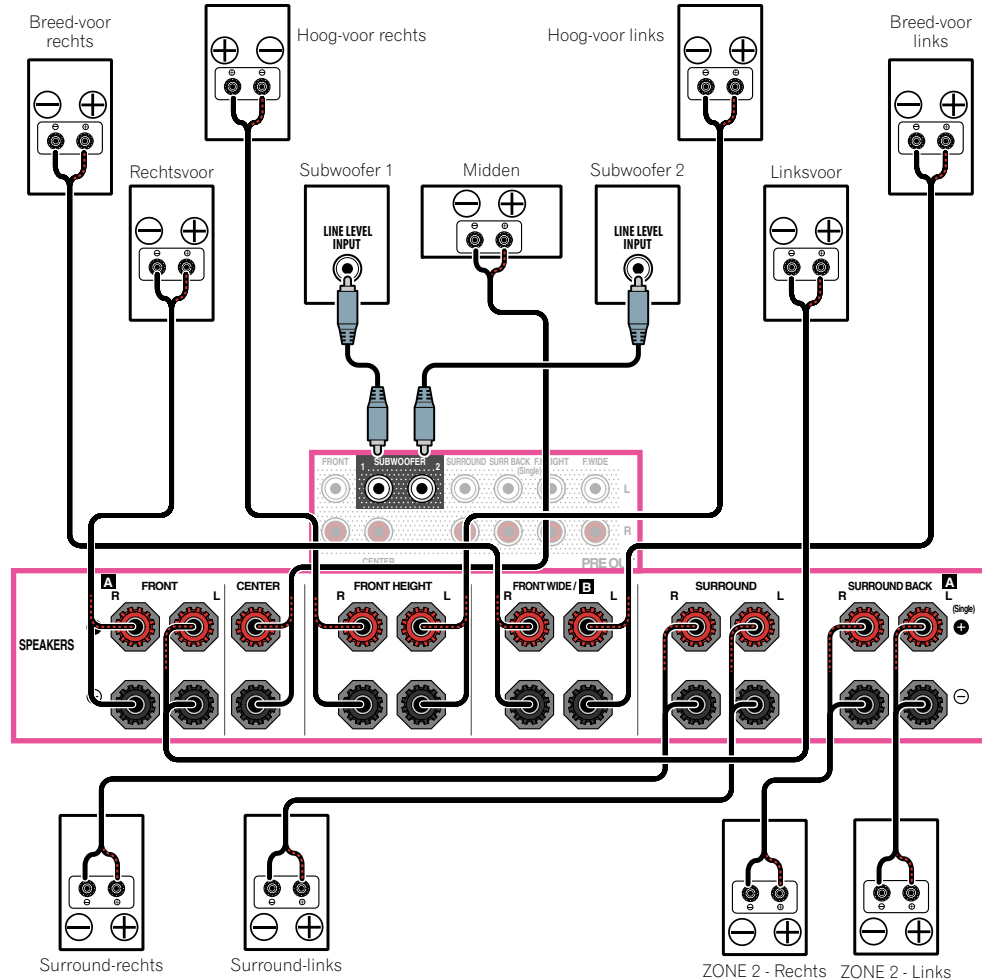 Breed-voor
rechts
Hoog-voor rechts
Hoog-voor links
Breed-voor
links
Rechtsvoor
Subwoofer 1
Midden
Subwoofer 2
Linksvoor
LINE LEVEL
INPUT
LINE LEVEL
INPUT
FRONT
1 SUBWOOFER 2
SURROUND
SURR BACK
(Single)
F.WIDE
L
R
CENTER
PRE OU
A
FRONT
R
L
CENTER
FRONT HEIGHT
R
L
FRONT WIDE / B
R
L
SURROUND
R
L
SURROUND BACK
A
R
L
(Single)
SPEAKERS
Surround-rechts
Surround-links
ZONE 2 - Rechts
ZONE 2 - Links